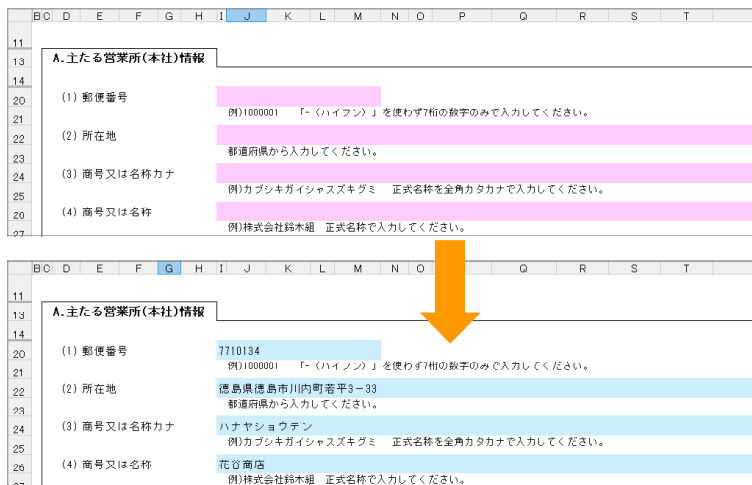 B C D E F G H I J K L M N O P Q R S T
11
13 A.主たる営業所(本社)情報
14
20 (1) 郵便番号
21 例)1000001 「-（ハイフン）」を使わず7桁の数字のみで入力してください。
22 (2) 所在地
23 都道府県から入力してください。
24 (3) 商号又は名称カナ
25 例)カブシキガイシャスズキグミ 正式名称を全角カタカナで入力してください。
26 (4) 商号又は名称
27 例)株式会社鈴木組 正式名称で入力してください。
B C D E F G H I J K L M N O Q R S T
11
13 A.主たる営業所(本社)情報
14
20 (1) 郵便番号 7710134
21 例)1000001 「-（ハイフン）」を使わず7桁の数字のみで入力してください。
22 (2) 所在地 徳島県徳島市川内町若平3－33
23 都道府県から入力してください。
24 (3) 商号又は名称カナ ハナヤショウテン
25 例)カブシキガイシャスズキグミ 正式名称を全角カタカナで入力してください。
26 (4) 商号又は名称 花谷商店
27 例)株式会社鈴木組 正式名称で入力してください。